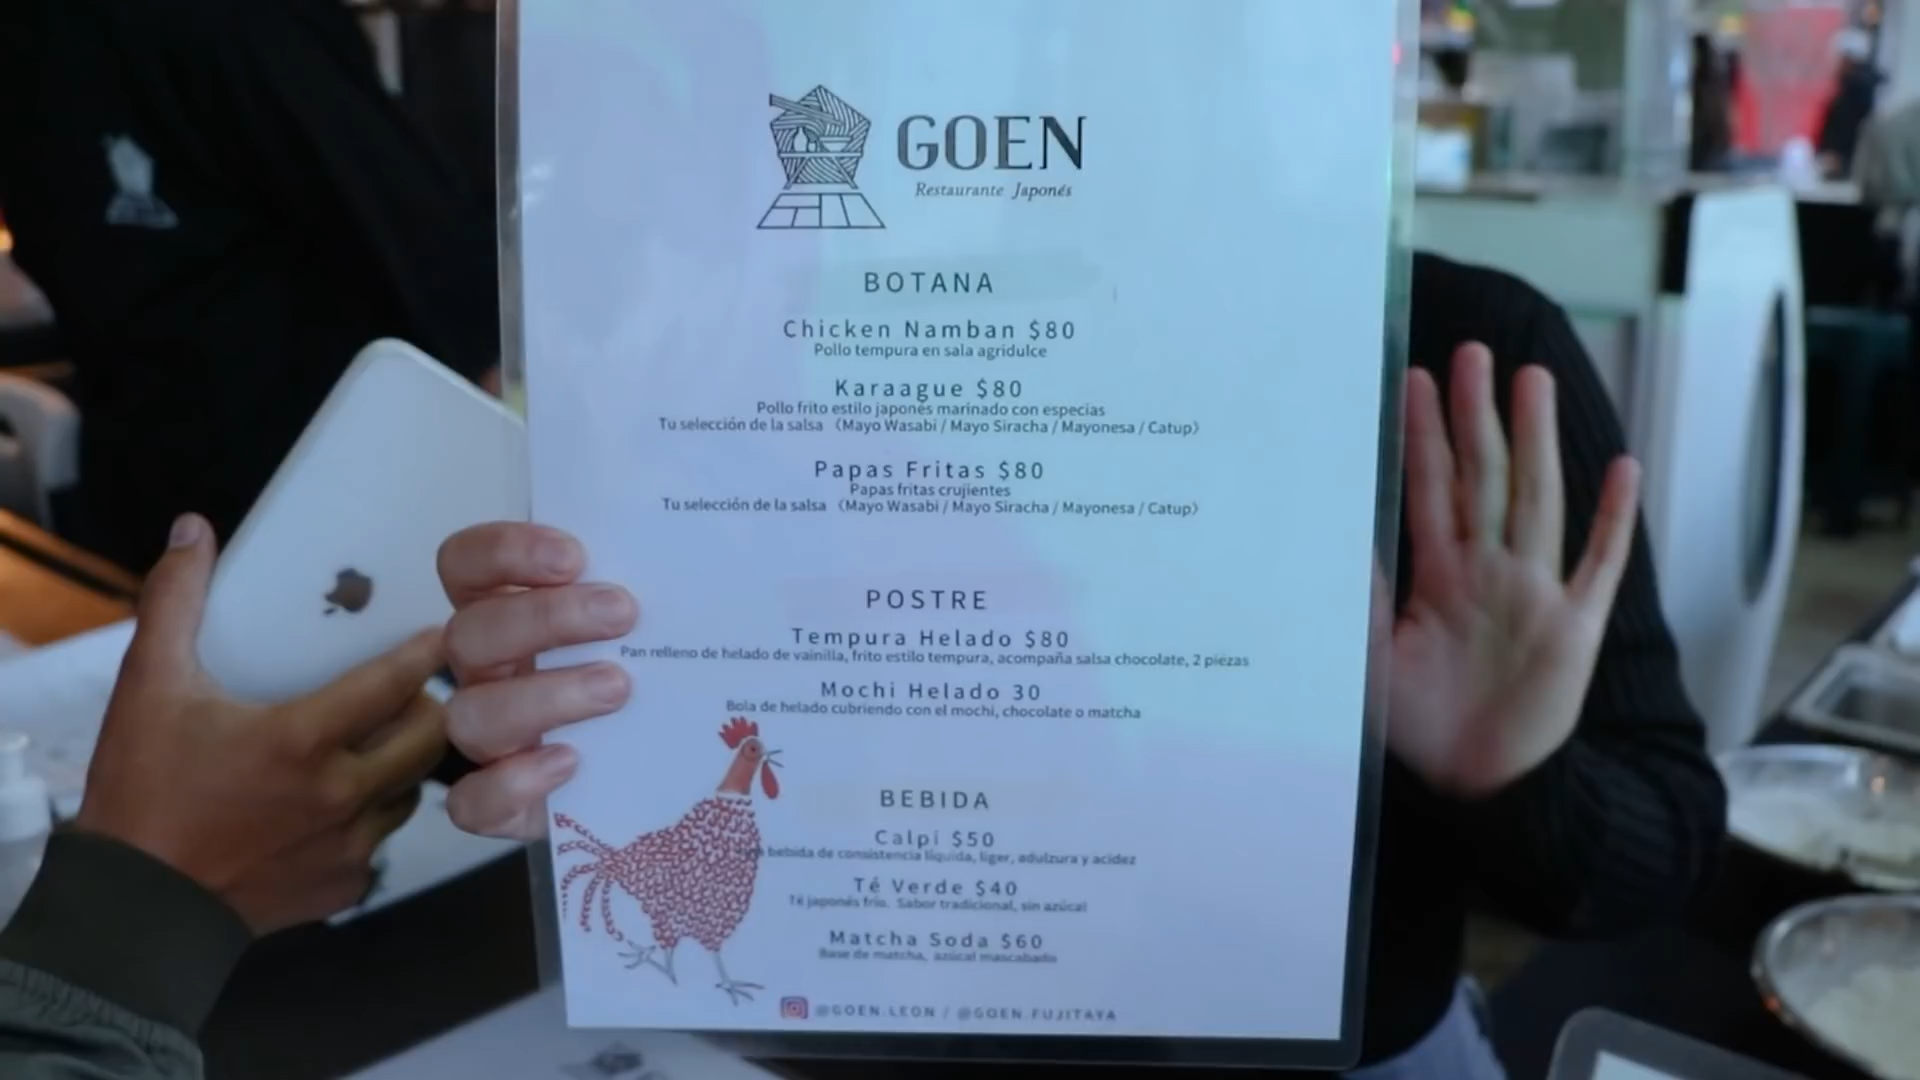 GOEN
Restaurante Japonés
BOTANA
Chicken Namban $80
Pollo tempura en sala agridulce
Karaague $80
Pollo frito estilo japonés marinado con especias
Tu selección de la salsa (Mayo Wasabi / Mayo Siracha / Mayonesa / Catup)
Papas Fritas $80
Papas fritas crujientes
Tu selección de la salsa (Mayo Wasabi / Mayo Siracha / Mayonesa / Catup)
POSTRE
Tempura Helado $80
Pan relleno de helado de vainilla, frito estilo tempura, acompaña salsa chocolate, 2 piezas
Mochi Helado 30
Bola de helado cubriendo con el mochi, chocolate o matcha
BEBIDA
Calpi $50
bebida de consistencia líquida, liger, adulzura y acidez
Té Verde $40
Té japonés frío. Sabor tradicional, sin azúcal
Matcha Soda $60
Base de matcha, azúcal mascabado
@GOEN.LEON / @GOEN.FUJITAYA